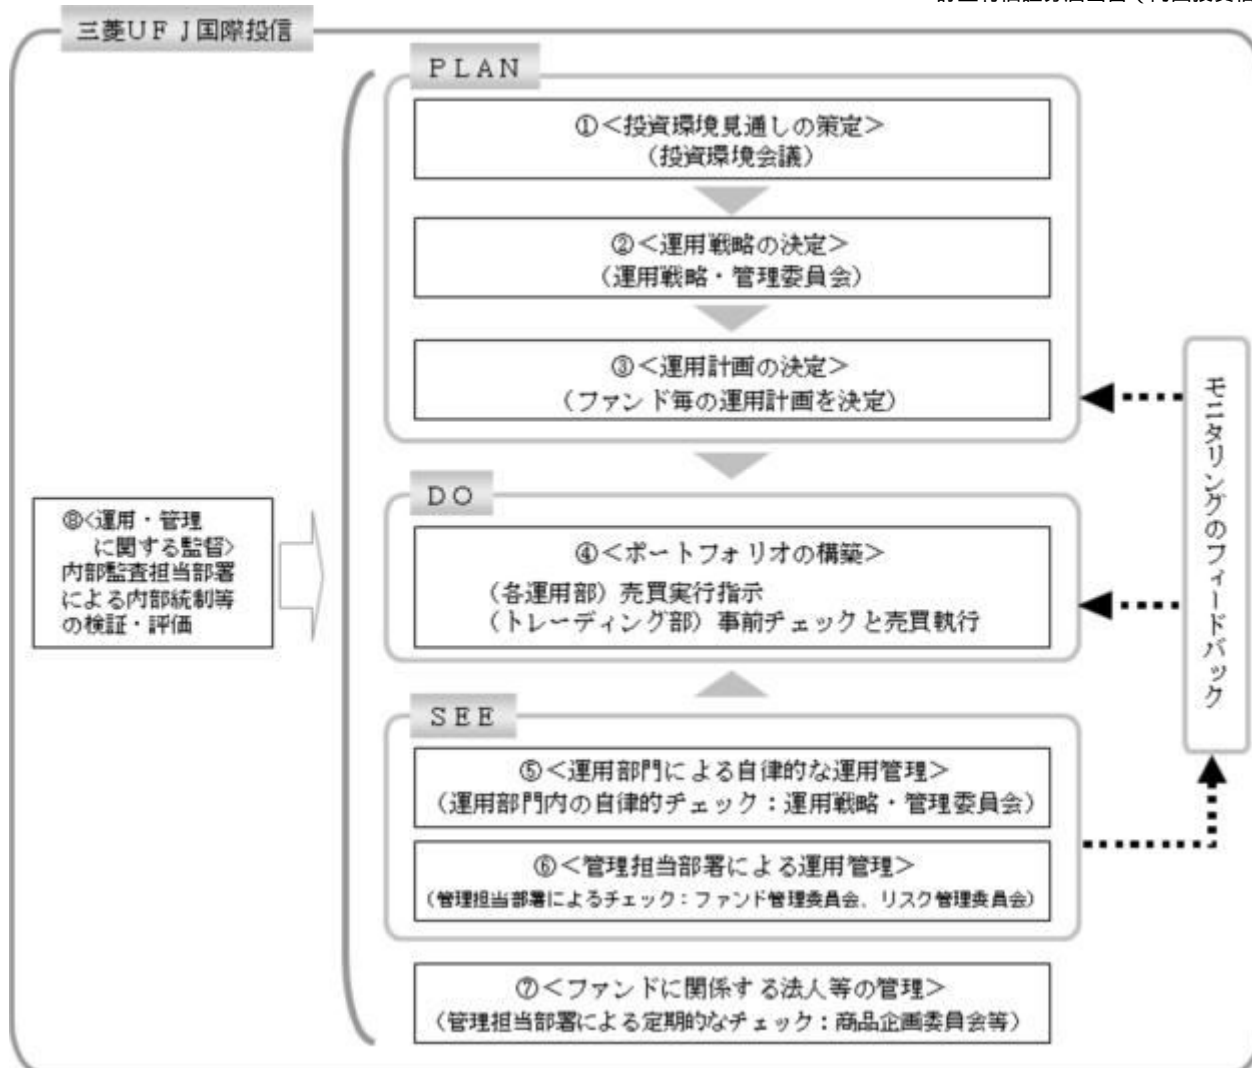 三菱ＵＦＪ国際投信
ＰＬＡＮ
①＜投資環境見通しの策定＞
（投資環境会議）
②＜運用戦略の決定＞
（運用戦略・管理委員会）
③＜運用計画の決定＞
（ファンド毎の運用計画を決定）
ＤＯ
④＜ポートフォリオの構築＞
（各運用部）売買実行指示
（トレーディング部）事前チェックと売買執行
ＳＥＥ
⑤＜運用部門による自律的な運用管理＞
（運用部門内の自律的チェック：運用戦略・管理委員会）
⑥＜管理担当部署による運用管理＞
（管理担当部署によるチェック：ファンド管理委員会、リスク管理委員会）
⑦＜ファンドに関係する法人等の管理＞
（管理担当部署による定期的なチェック：商品企画委員会等）
⑧＜運用・管理
に関する監督＞
内部監査担当部署
による内部統制等
の検証・評価
モニタリングのフィードバック